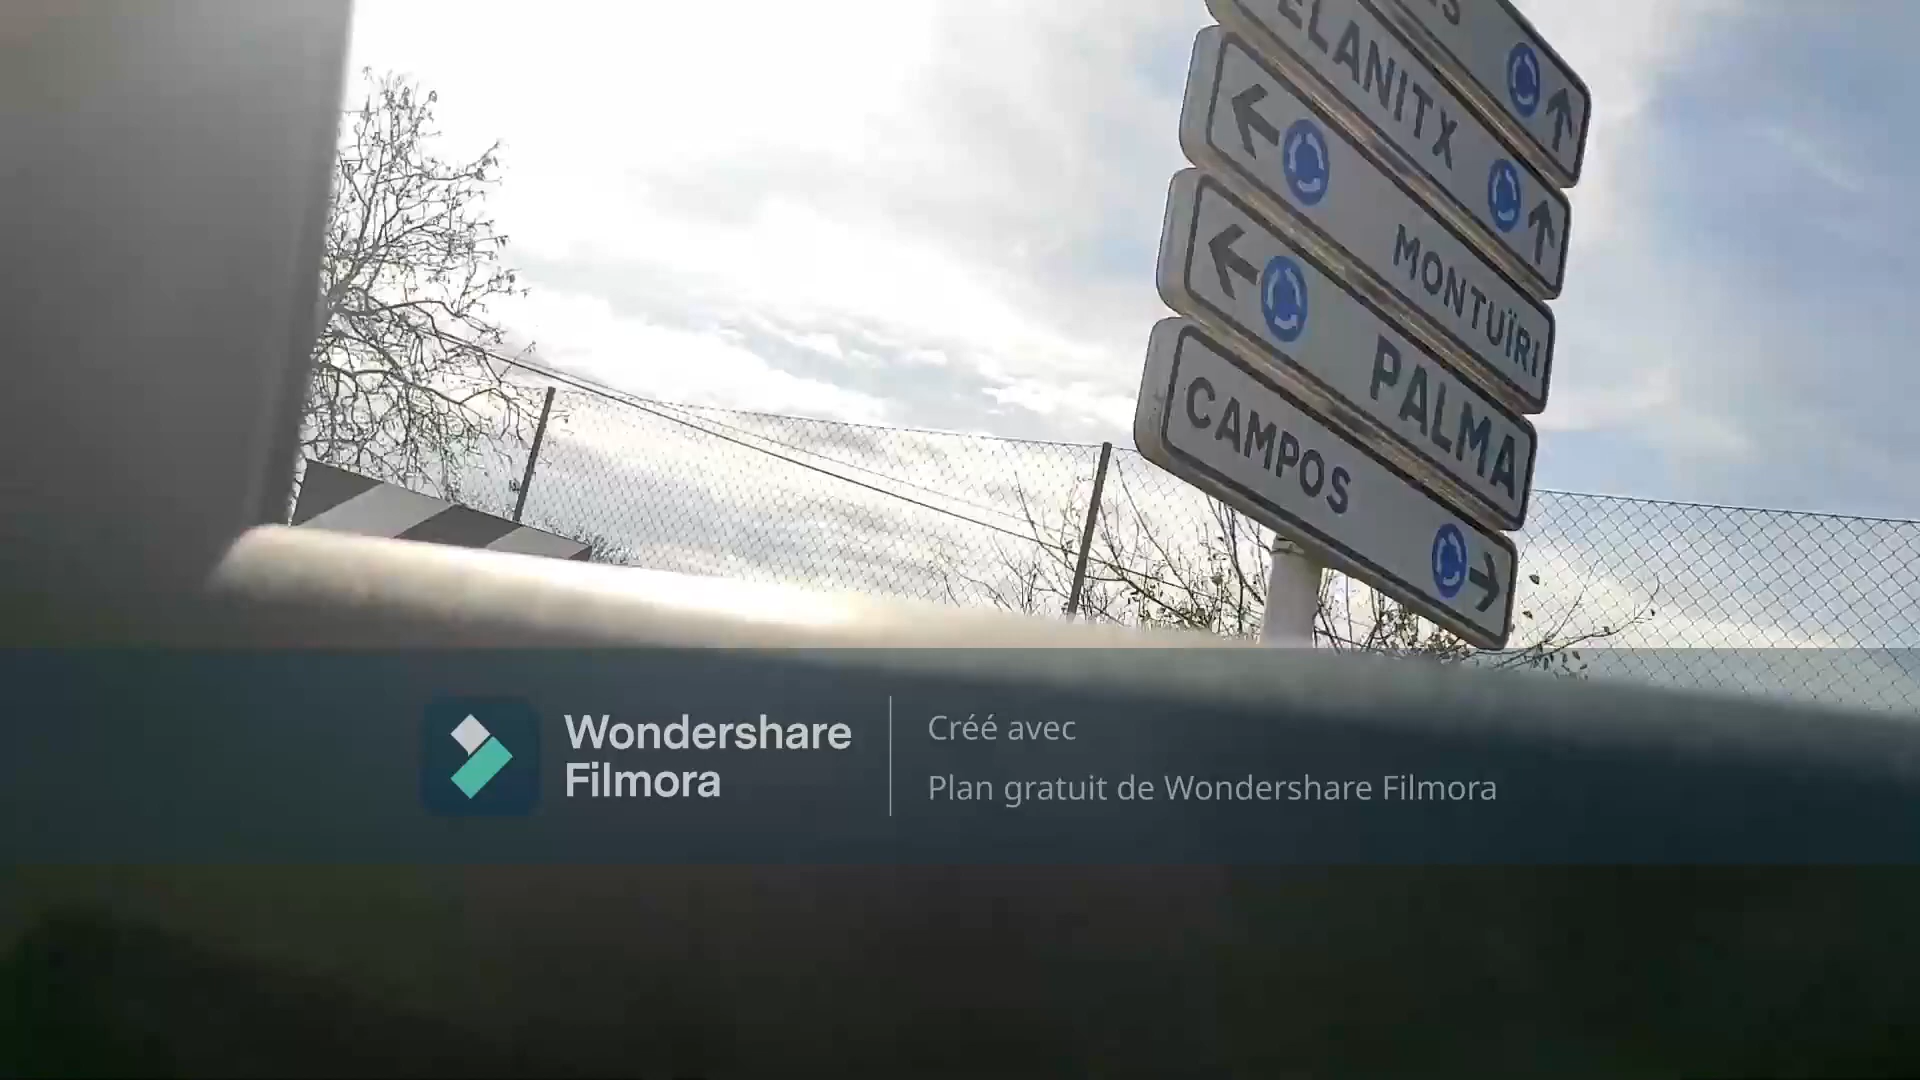 ELANITX
MONTUÏRI
PALMA
CAMPOS
Wondershare
Filmora
Créé avec
Plan gratuit de Wondershare Filmora